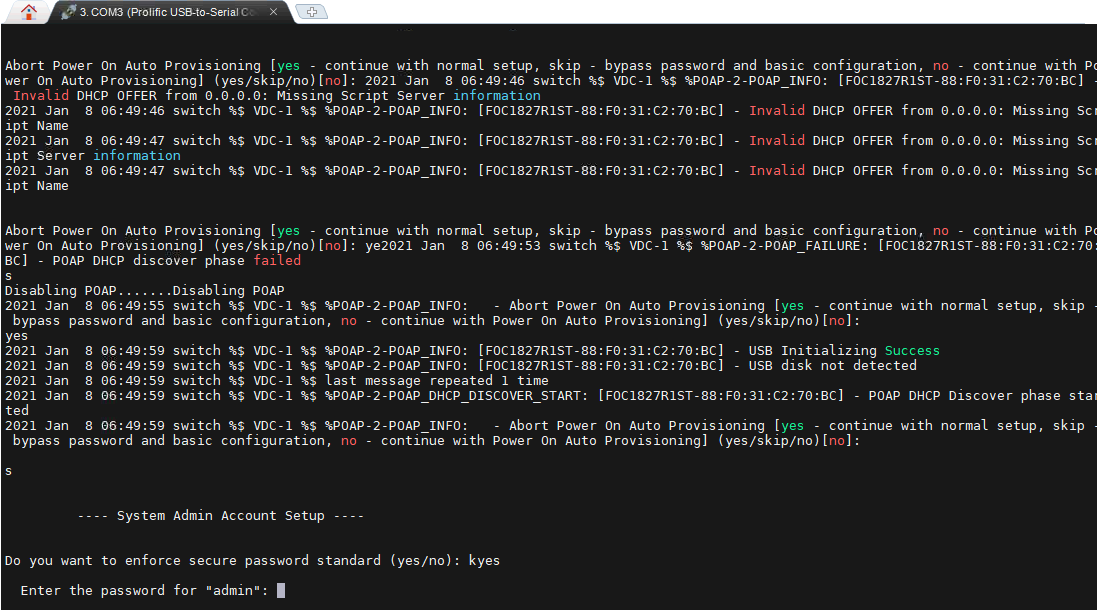 3. COM3 (Prolific USB-to-Serial Co
Abort Power On Auto Provisioning [yes - continue with normal setup, skip - bypass password and basic configuration, no - continue with Po
wer On Auto Provisioning] (yes/skip/no)[no]: 2021 Jan  8 06:49:46 switch %$ VDC-1 %$ %POAP-2-POAP_INFO: [FOC1827R1ST-88:F0:31:C2:70:BC] -
 Invalid DHCP OFFER from 0.0.0.0: Missing Script Server information
2021 Jan  8 06:49:46 switch %$ VDC-1 %$ %POAP-2-POAP_INFO: [FOC1827R1ST-88:F0:31:C2:70:BC] - Invalid DHCP OFFER from 0.0.0.0: Missing Scr
ipt Name
2021 Jan  8 06:49:47 switch %$ VDC-1 %$ %POAP-2-POAP_INFO: [FOC1827R1ST-88:F0:31:C2:70:BC] - Invalid DHCP OFFER from 0.0.0.0: Missing Scr
ipt Server information
2021 Jan  8 06:49:47 switch %$ VDC-1 %$ %POAP-2-POAP_INFO: [FOC1827R1ST-88:F0:31:C2:70:BC] - Invalid DHCP OFFER from 0.0.0.0: Missing Scr
ipt Name
Abort Power On Auto Provisioning [yes - continue with normal setup, skip - bypass password and basic configuration, no - continue with Po
wer On Auto Provisioning] (yes/skip/no)[no]: ye2021 Jan  8 06:49:53 switch %$ VDC-1 %$ %POAP-2-POAP_FAILURE: [FOC1827R1ST-88:F0:31:C2:70:
BC] - POAP DHCP discover phase failed
s
Disabling POAP.......Disabling POAP
2021 Jan  8 06:49:55 switch %$ VDC-1 %$ %POAP-2-POAP_INFO:   - Abort Power On Auto Provisioning [yes - continue with normal setup, skip -
 bypass password and basic configuration, no - continue with Power On Auto Provisioning] (yes/skip/no)[no]:
yes
2021 Jan  8 06:49:59 switch %$ VDC-1 %$ %POAP-2-POAP_INFO: [FOC1827R1ST-88:F0:31:C2:70:BC] - USB Initializing Success
2021 Jan  8 06:49:59 switch %$ VDC-1 %$ %POAP-2-POAP_INFO: [FOC1827R1ST-88:F0:31:C2:70:BC] - USB disk not detected
2021 Jan  8 06:49:59 switch %$ VDC-1 %$ last message repeated 1 time
2021 Jan  8 06:49:59 switch %$ VDC-1 %$ %POAP-2-POAP_DHCP_DISCOVER_START: [FOC1827R1ST-88:F0:31:C2:70:BC] - POAP DHCP Discover phase star
ted
2021 Jan  8 06:49:59 switch %$ VDC-1 %$ %POAP-2-POAP_INFO:   - Abort Power On Auto Provisioning [yes - continue with normal setup, skip -
 bypass password and basic configuration, no - continue with Power On Auto Provisioning] (yes/skip/no)[no]:
s
---- System Admin Account Setup ----
Do you want to enforce secure password standard (yes/no): kyes
Enter the password for "admin":